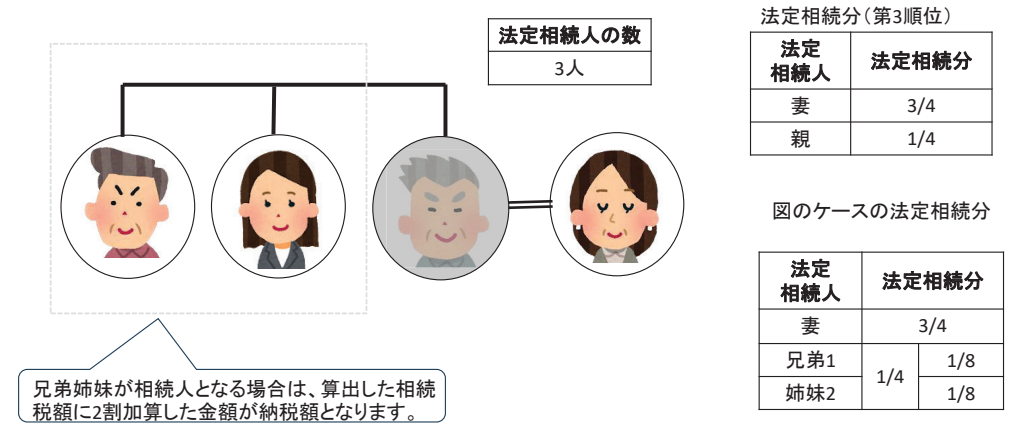 法定相続人の数
3人
法定相続分（第3順位）
法定
相続人
法定相続分
妻
3/4
親
1/4
図のケースの法定相続分
法定
相続人
法定相続分
妻
3/4
兄弟1
1/4
1/8
姉妹2
1/8
兄弟姉妹が相続人となる場合は、算出した相続
税額に2割加算した金額が納税額となります。